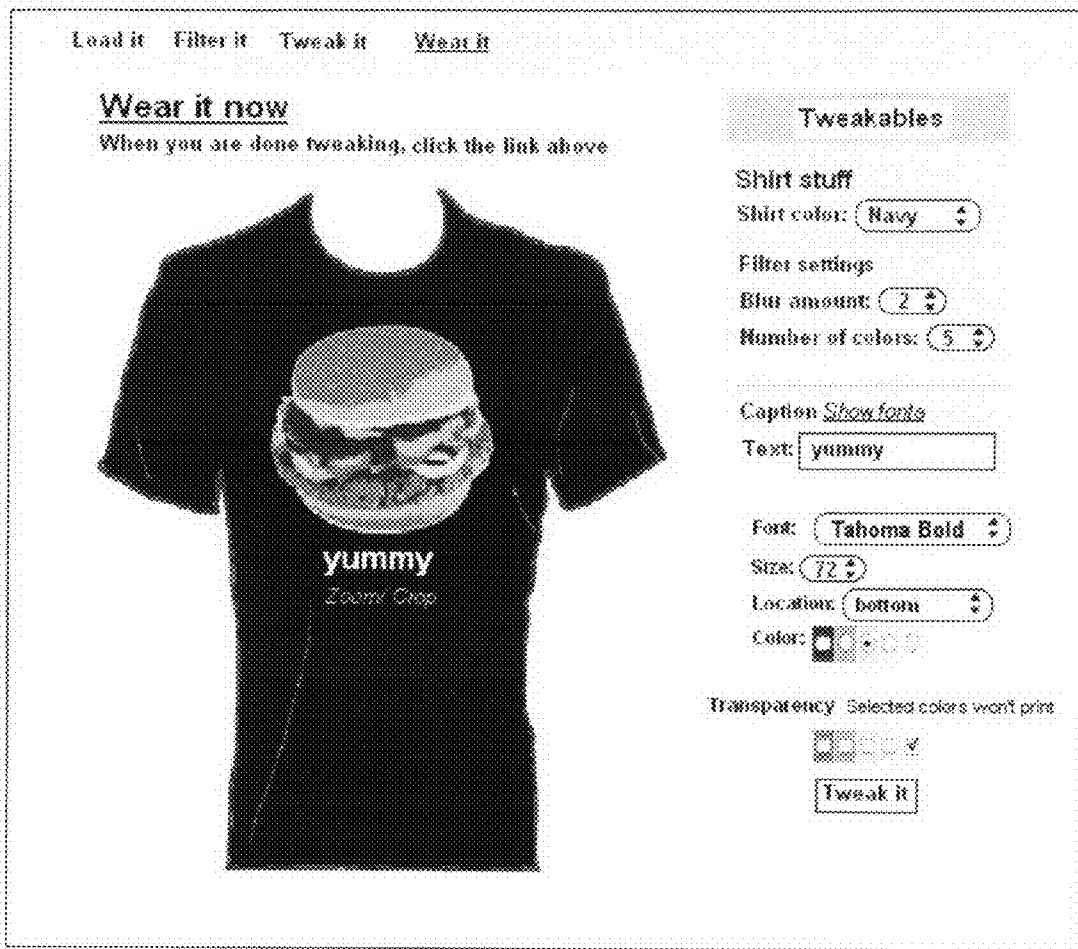 Load it Filter it Tweak it Wear it
Wear it now
When you are done tweaking, click the link above
yummy
Zoom/ Crop
Tweakables
Shirt stuff
Shirt color: Navy
Filter settings
Blur amount: 2
Number of colors: 5
Caption Show fonts
Text: yummy
Font: Tahoma Bold
Size: 72
Location: bottom
Color:
Transparency Selected colors won't print
Tweak it